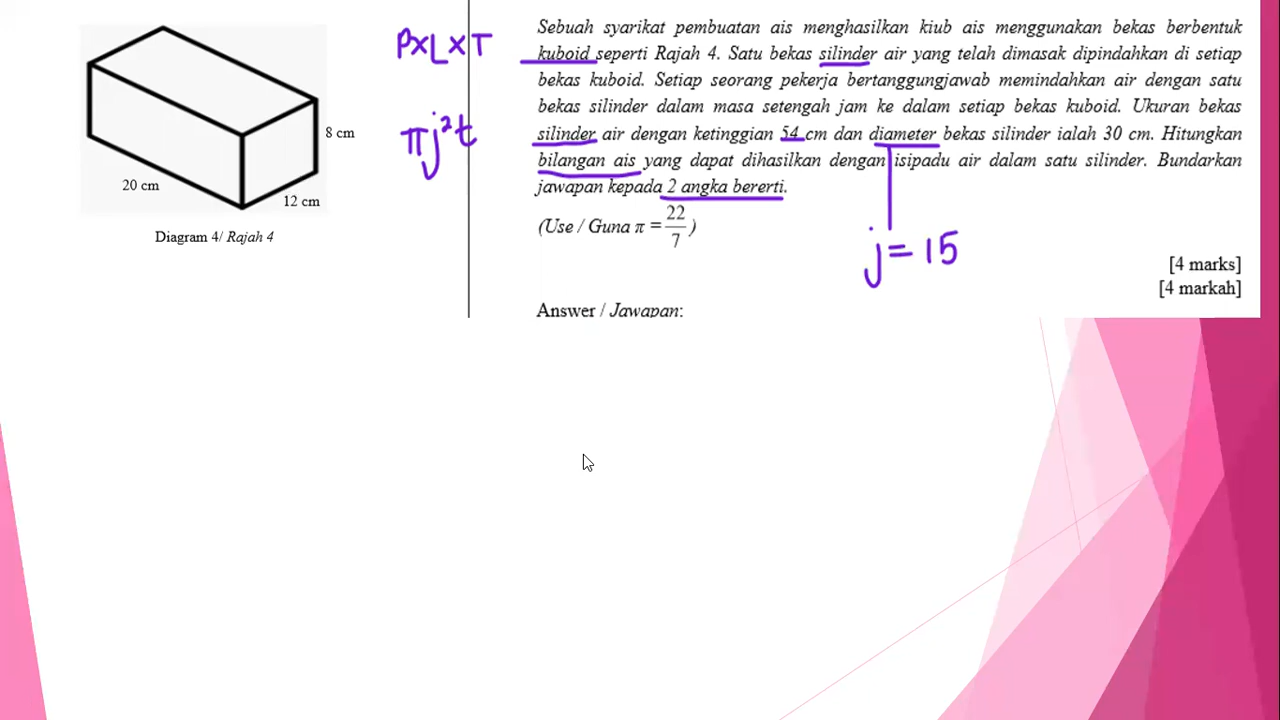 8 cm
20 cm
12 cm
Diagram 4/ Rajah 4
P×L×T
πj²t
Sebuah syarikat pembuatan ais menghasilkan kiub ais menggunakan bekas berbentuk
kuboid seperti Rajah 4. Satu bekas silinder air yang telah dimasak dipindahkan di setiap
bekas kuboid. Setiap seorang pekerja bertanggungjawab memindahkan air dengan satu
bekas silinder dalam masa setengah jam ke dalam setiap bekas kuboid. Ukuran bekas
silinder air dengan ketinggian 54 cm dan diameter bekas silinder ialah 30 cm. Hitungkan
bilangan ais yang dapat dihasilkan dengan isipadu air dalam satu silinder. Bundarkan
jawapan kepada 2 angka bererti.
(Use / Guna π = 22/7 )
j = 15
[4 marks]
[4 markah]
Answer / Jawapan: